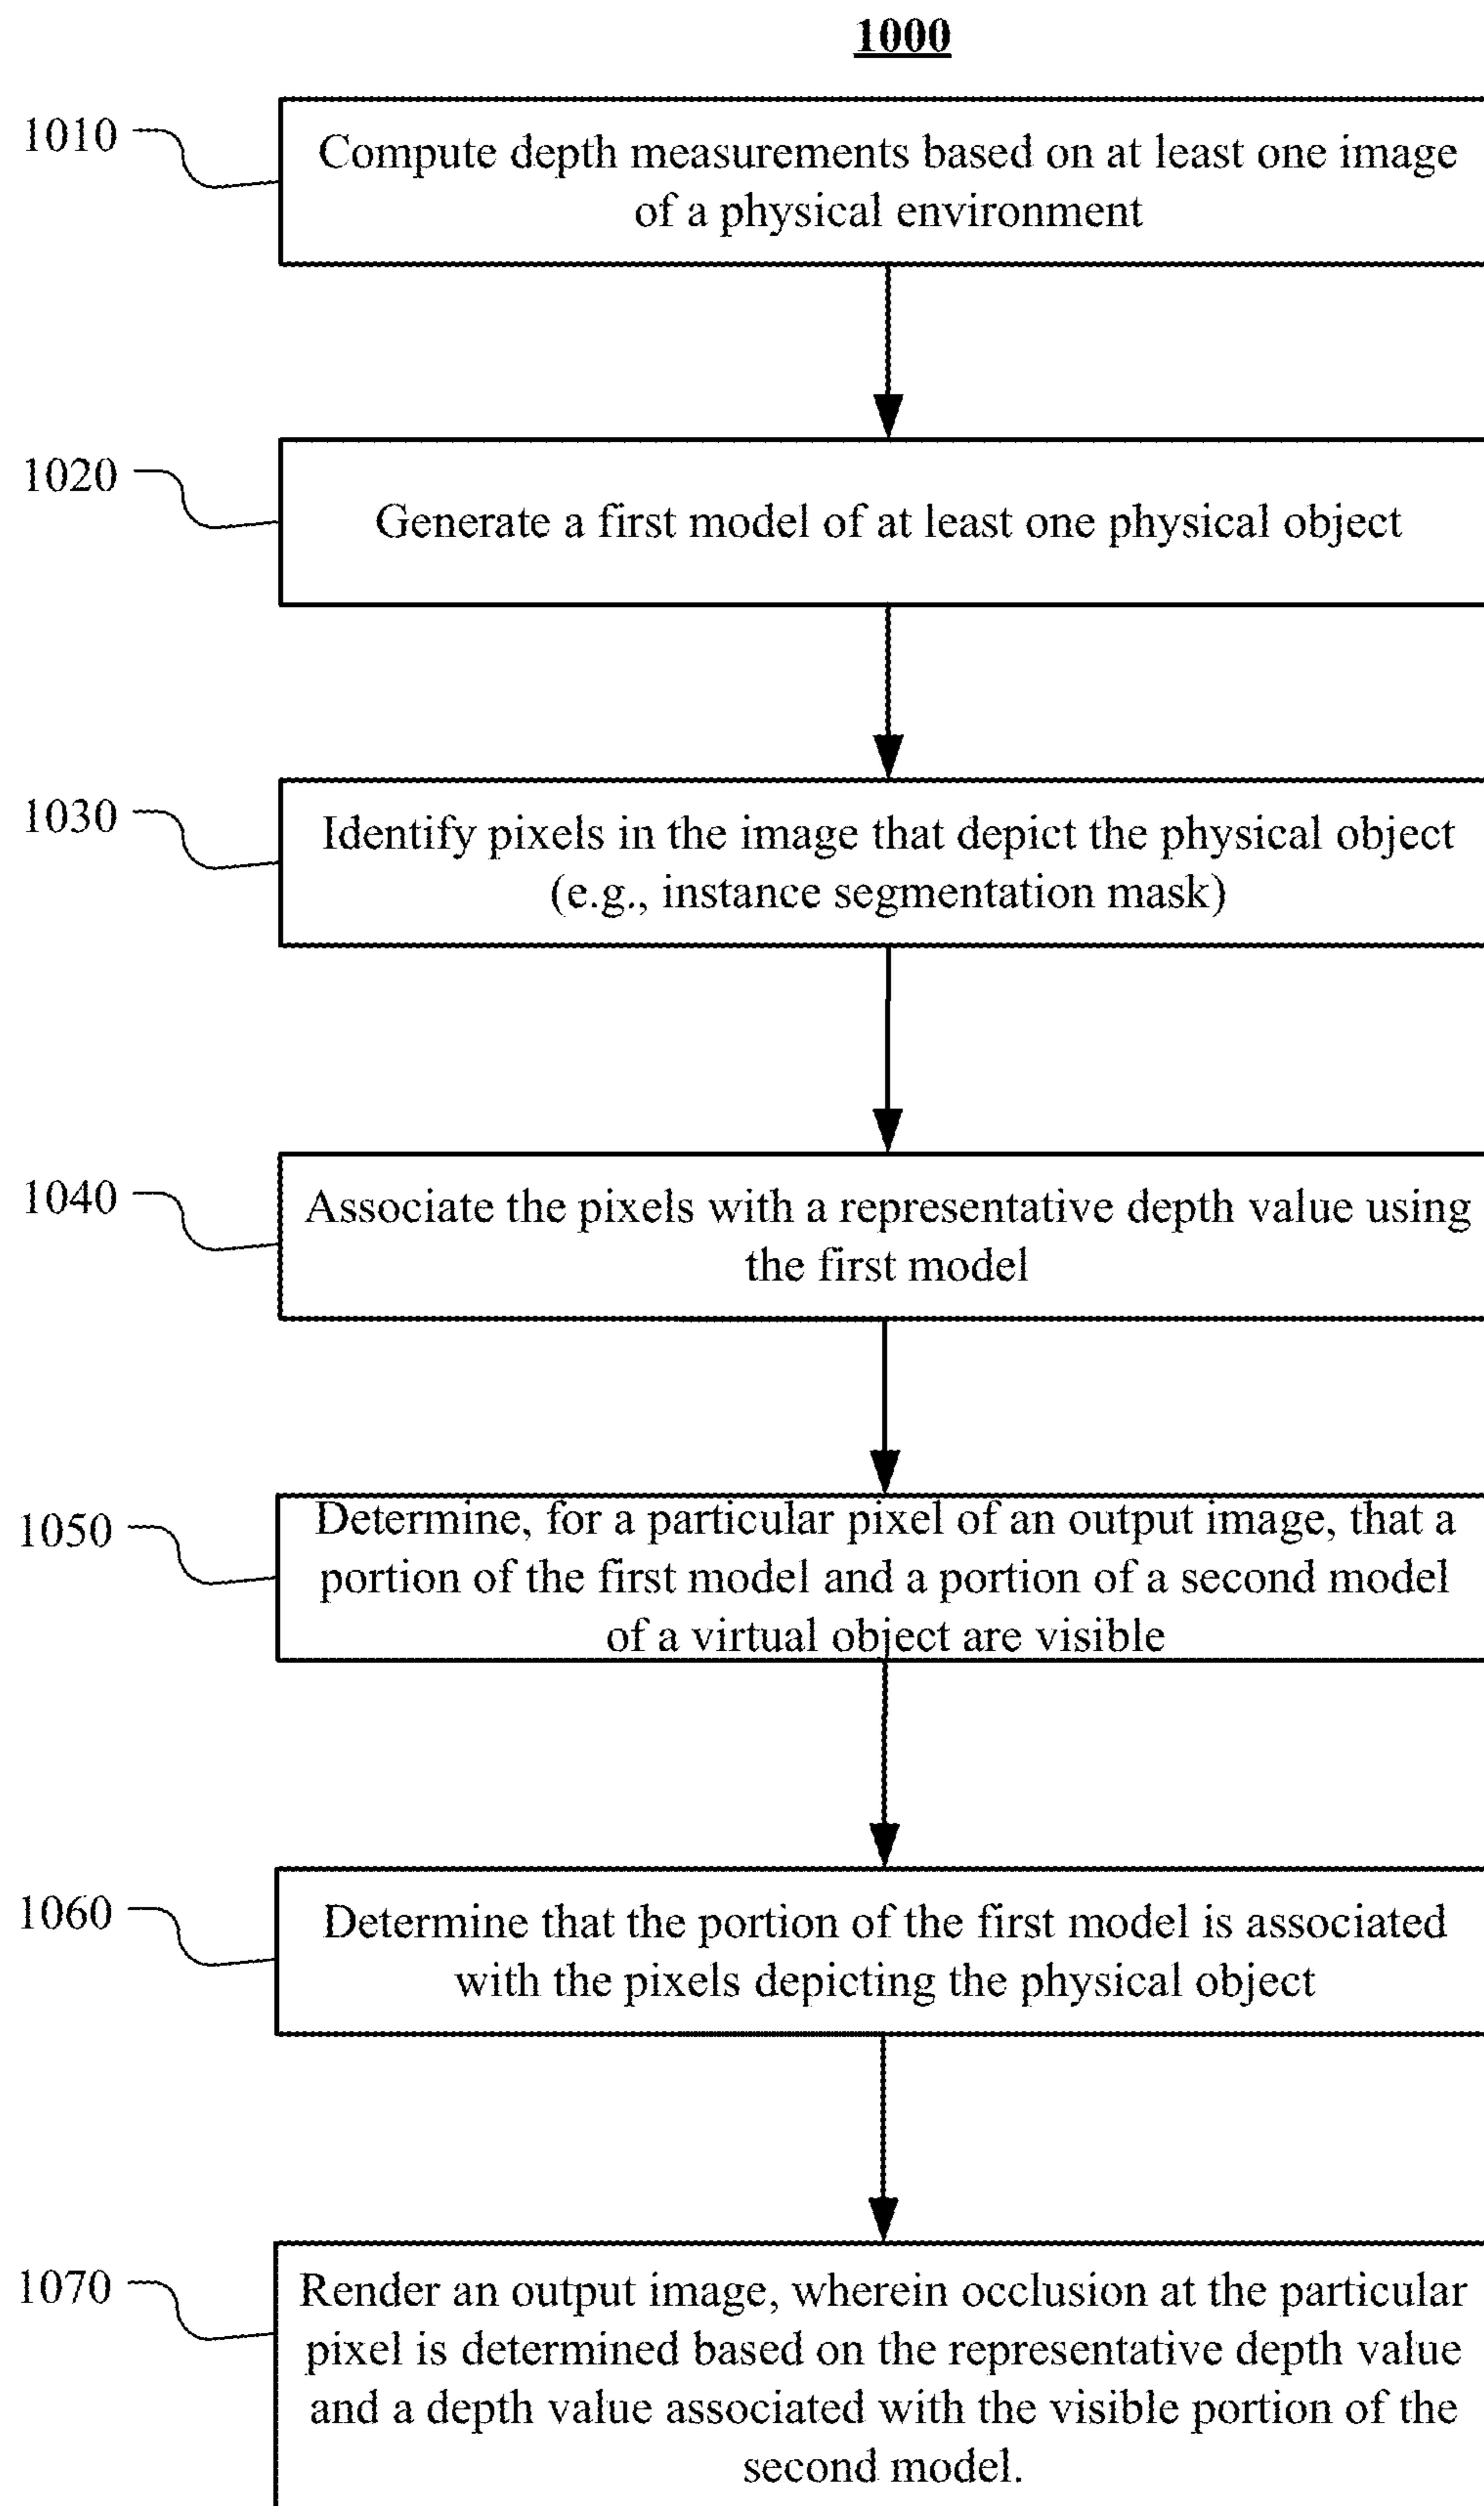 1000
1010
Compute depth measurements based on at least one image
of a physical environment
1020
Generate a first model of at least one physical object
1030
Identify pixels in the image that depict the physical object
(e.g., instance segmentation mask)
1040
Associate the pixels with a representative depth value using
the first model
1050
Determine, for a particular pixel of an output image, that a
portion of the first model and a portion of a second model
of a virtual object are visible
1060
Determine that the portion of the first model is associated
with the pixels depicting the physical object
1070
Render an output image, wherein occlusion at the particular
pixel is determined based on the representative depth value
and a depth value associated with the visible portion of the
second model.